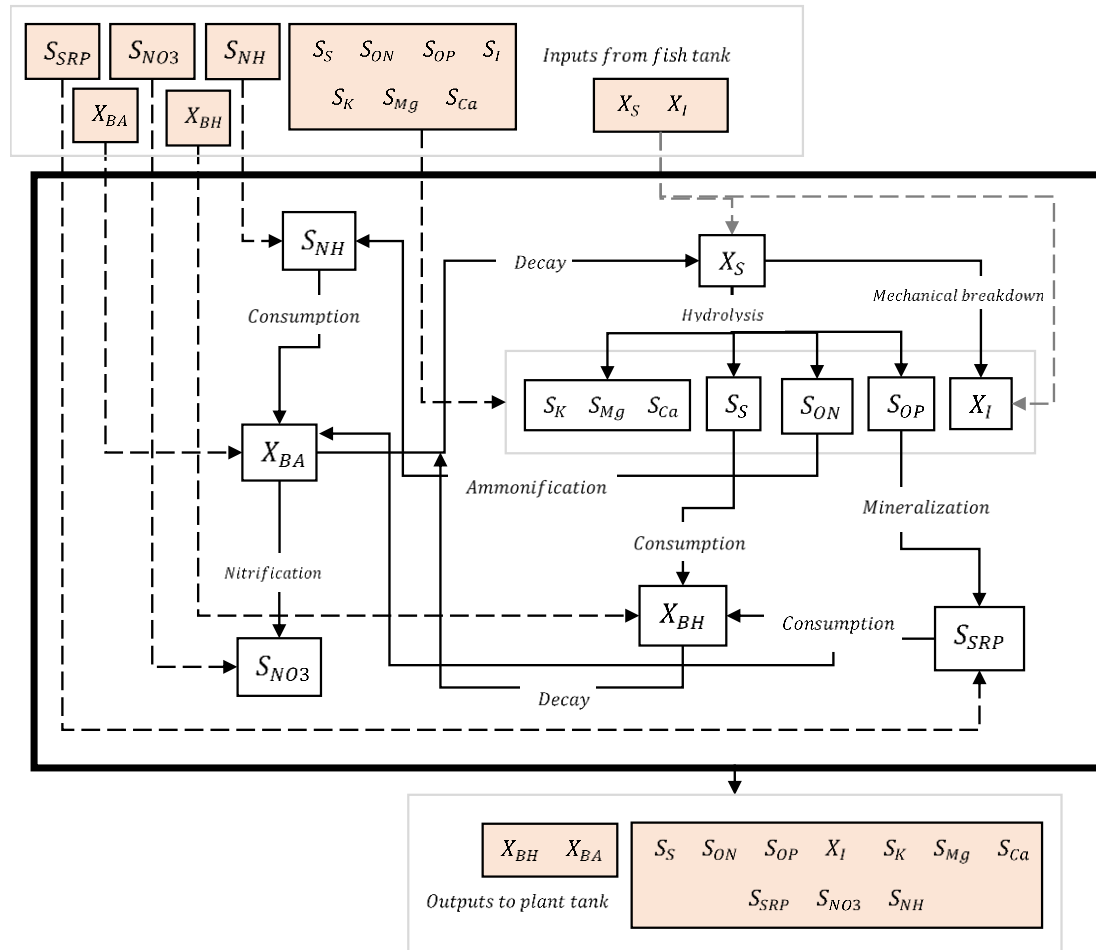 S_SRP S_NO3 S_NH S_S S_ON S_OP S_I Inputs from fish tank
X_BA X_BH S_K S_Mg S_Ca X_S X_I
S_NH
Decay
X_S
Consumption
Hydrolysis
Mechanical breakdown
S_K S_Mg S_Ca S_S S_ON S_OP X_I
X_BA
Ammonification
Mineralization
Consumption
Nitrification
X_BH
Consumption
S_SRP
S_NO3
Decay
X_BH X_BA S_S S_ON S_OP X_I S_K S_Mg S_Ca
Outputs to plant tank S_SRP S_NO3 S_NH